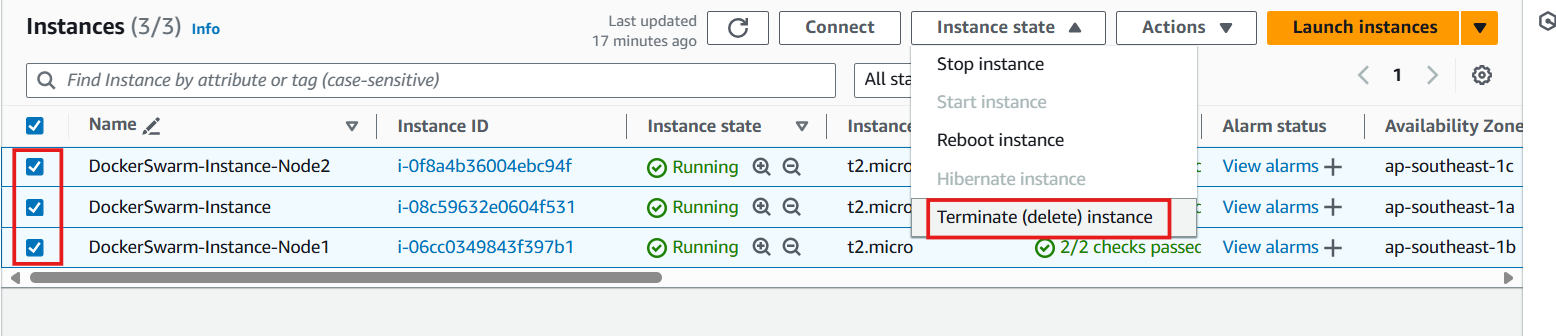 Instances (3/3) Info
Last updated
17 minutes ago
Connect
Instance state
Actions
Launch instances
Find Instance by attribute or tag (case-sensitive)
All sta
1
Stop instance
Start instance
Reboot instance
Hibernate instance
Terminate (delete) instance
Name Instance ID Instance state Instance Alarm status Availability Zone
DockerSwarm-Instance-Node2 i-0f8a4b36004ebc94f Running t2.micro View alarms ap-southeast-1c
DockerSwarm-Instance i-08c59632e0604f531 Running t2.micro View alarms ap-southeast-1a
DockerSwarm-Instance-Node1 i-06cc0349843f397b1 Running t2.micro 2/2 checks passed View alarms ap-southeast-1b